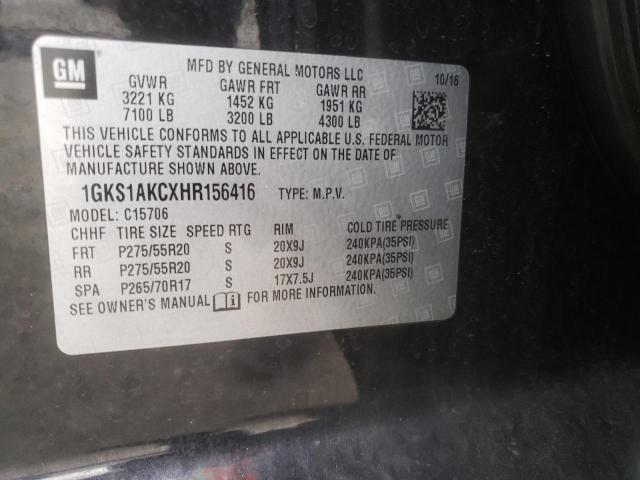 GM
MFD BY GENERAL MOTORS LLC
10/16
GVWR GAWR FRT GAWR RR
3221 KG 1452 KG 1951 KG
7100 LB 3200 LB 4300 LB
THIS VEHICLE CONFORMS TO ALL APPLICABLE U.S. FEDERAL MOTOR
VEHICLE SAFETY STANDARDS IN EFFECT ON THE DATE OF
MANUFACTURE SHOWN ABOVE.
1GKS1AKCXHR156416 TYPE: M.P.V.
MODEL: C15706
CHHF TIRE SIZE SPEED RTG RIM COLD TIRE PRESSURE
FRT P275/55R20 S 20X9J 240KPA(35PSI)
RR P275/55R20 S 20X9J 240KPA(35PSI)
SPA P265/70R17 S 17X7.5J 240KPA(35PSI)
SEE OWNER'S MANUAL i FOR MORE INFORMATION.